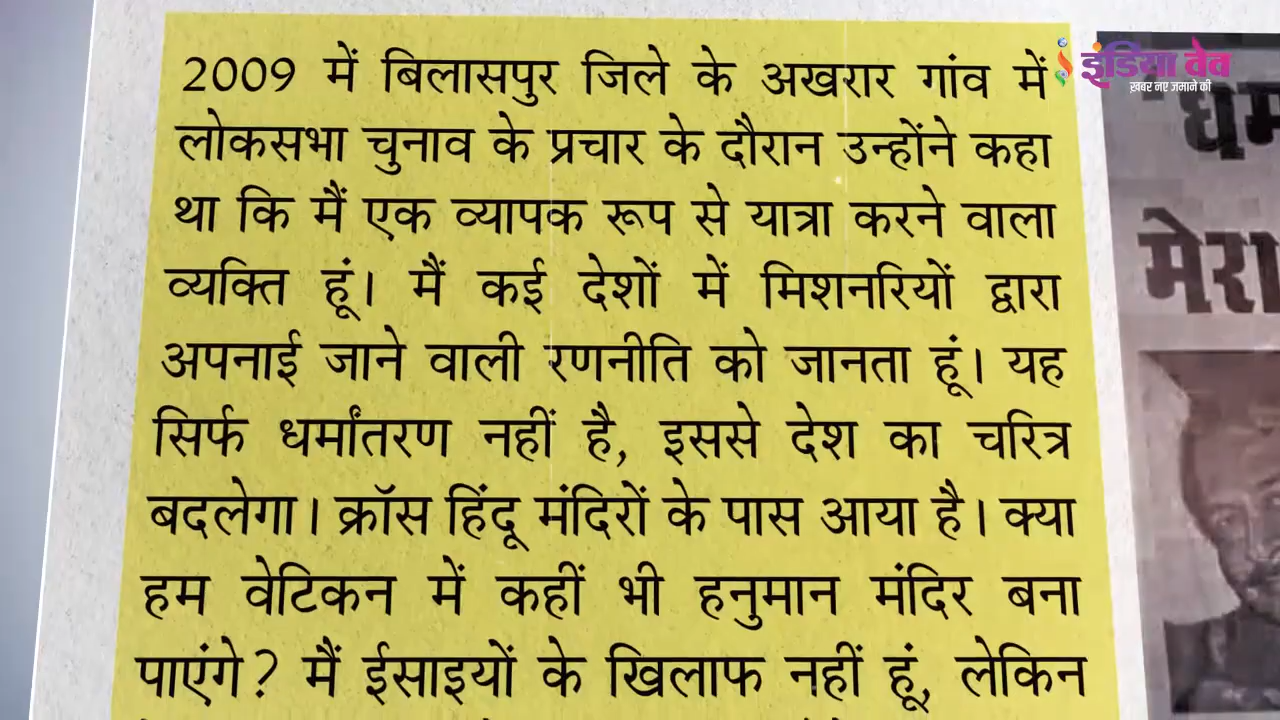 2009 में बिलासपुर जिले के अखरार गांव में
लोकसभा चुनाव के प्रचार के दौरान उन्होंने कहा
था कि मैं एक व्यापक रूप से यात्रा करने वाला
व्यक्ति हूं। मैं कई देशों में मिशनरियों द्वारा
अपनाई जाने वाली रणनीति को जानता हूं। यह
सिर्फ धर्मांतरण नहीं है, इससे देश का चरित्र
बदलेगा। क्रॉस हिंदू मंदिरों के पास आया है। क्या
हम वेटिकन में कहीं भी हनुमान मंदिर बना
पाएंगे? मैं ईसाइयों के खिलाफ नहीं हूं, लेकिन
इंडिया वेव
ख़बर नए ज़माने की
मेरा